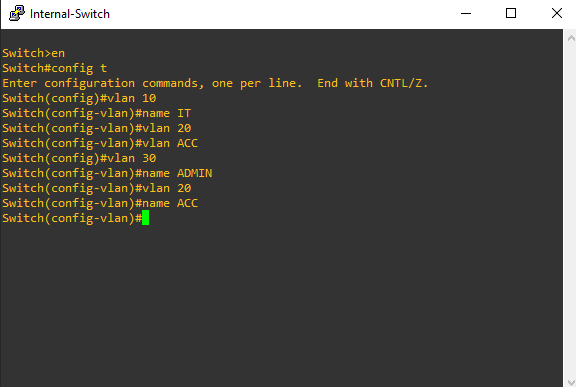 Internal-Switch
Switch>en
Switch#config t
Enter configuration commands, one per line.  End with CNTL/Z.
Switch(config)#vlan 10
Switch(config-vlan)#name IT
Switch(config-vlan)#vlan 20
Switch(config-vlan)#vlan ACC
Switch(config)#vlan 30
Switch(config-vlan)#name ADMIN
Switch(config-vlan)#vlan 20
Switch(config-vlan)#name ACC
Switch(config-vlan)#